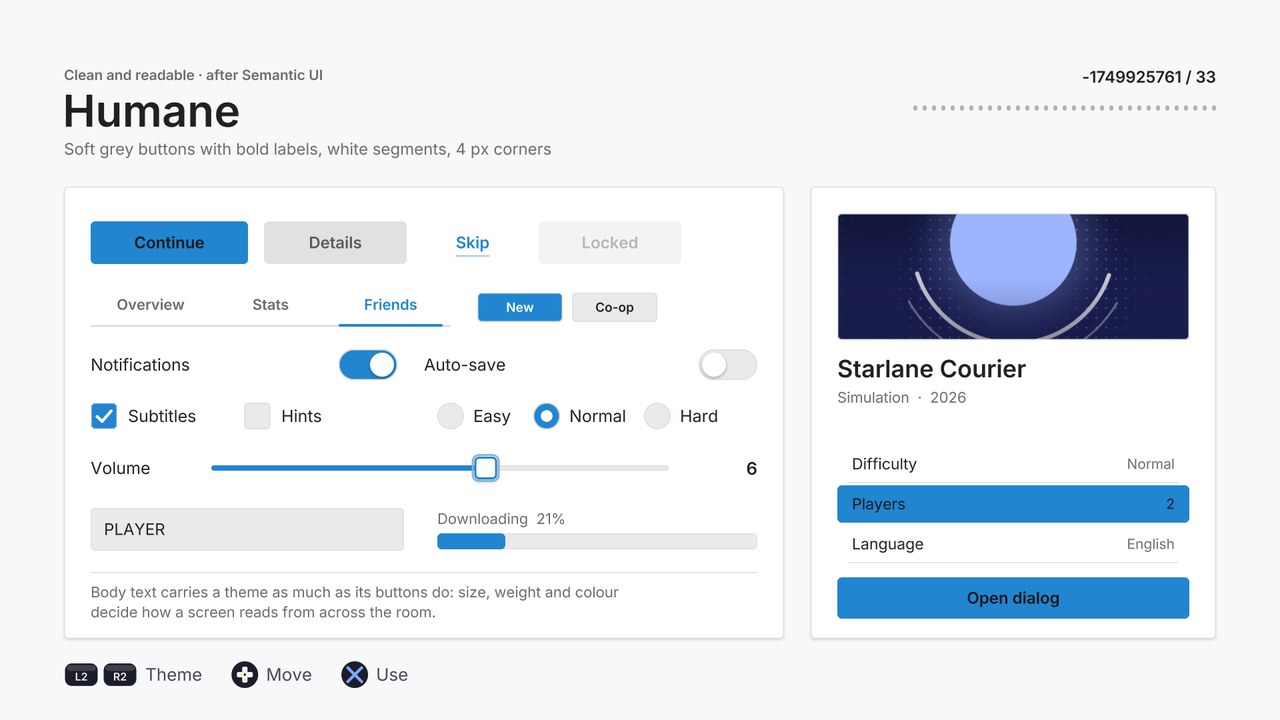 Clean and readable · after Semantic UI
Humane
Soft grey buttons with bold labels, white segments, 4 px corners
-1749925761 / 33
Continue
Details
Skip
Locked
Overview
Stats
Friends
New
Co-op
Notifications
Auto-save
Subtitles
Hints
Easy
Normal
Hard
Volume
6
PLAYER
Downloading 21%
Body text carries a theme as much as its buttons do: size, weight and colour
decide how a screen reads from across the room.
Starlane Courier
Simulation · 2026
Difficulty Normal
Players 2
Language English
Open dialog
L2 R2 Theme
Move
Use